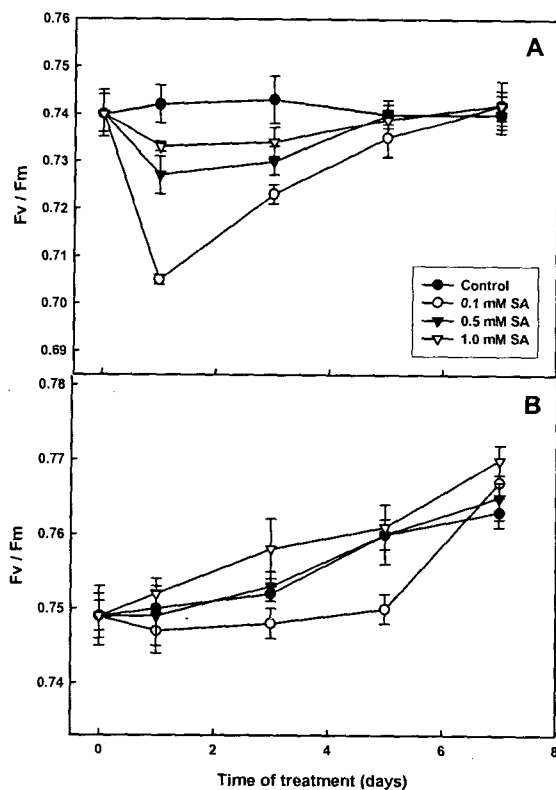 A
0.76
0.75
0.74
0.73
0.72
0.71
0.70
0.69
Fv / Fm
Control
0.1 mM SA
0.5 mM SA
1.0 mM SA
B
0.78
0.77
0.76
0.75
0.74
Fv / Fm
0 2 4 6 8
Time of treatment (days)